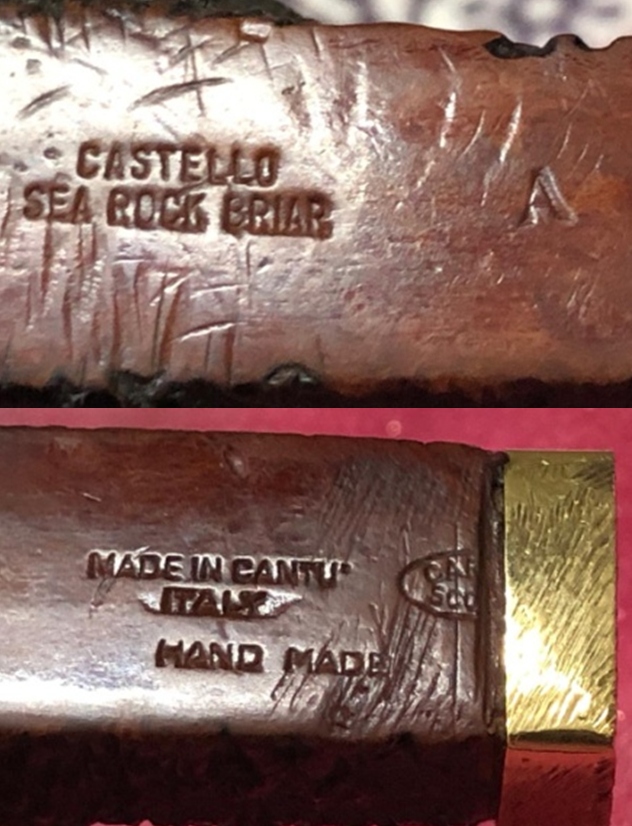 CASTELLO
SEA ROCK BRIAR
A
MADE IN CANTU'
ITALY
HAND MADE